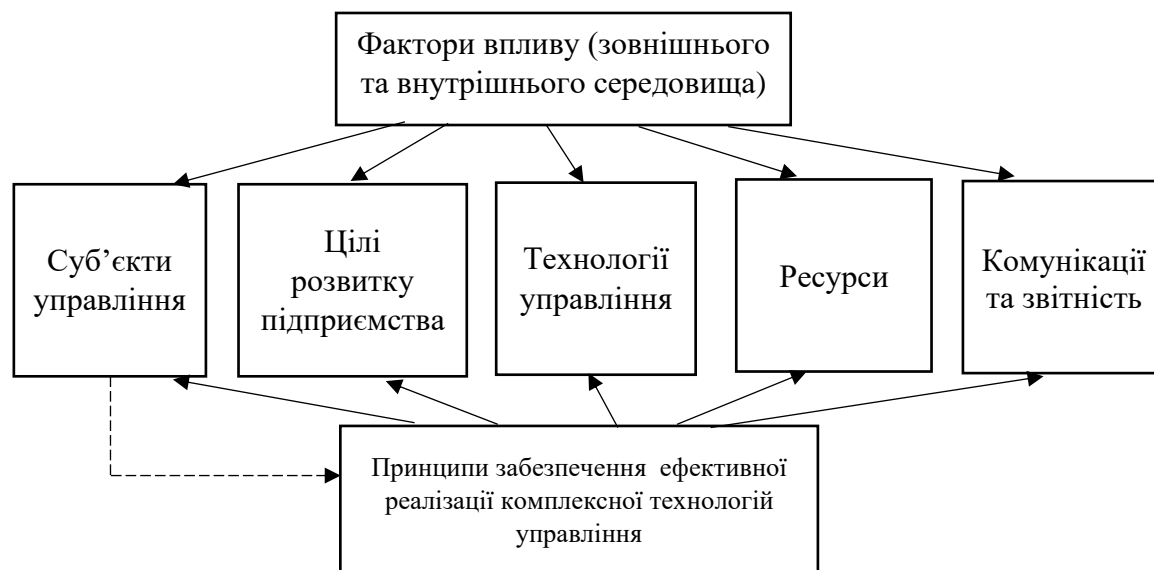 Фактори впливу (зовнішнього
та внутрішнього середовища)
Суб’єкти
управління
Цілі
розвитку
підприємства
Технології
управління
Ресурси
Комунікації
та звітність
Принципи забезпечення ефективної
реалізації комплексної технологій
управління